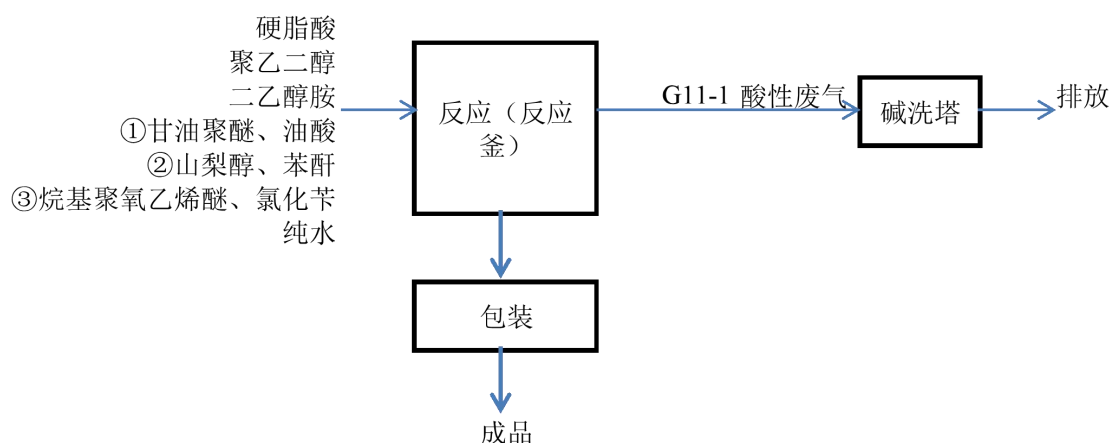 硬脂酸
聚乙二醇
二乙醇胺
①甘油聚醚、油酸
②山梨醇、苯酐
③烷基聚氧乙烯醚、氯化苄
纯水
反应（反应
釜）
G11-1 酸性废气
碱洗塔
排放
包装
成品